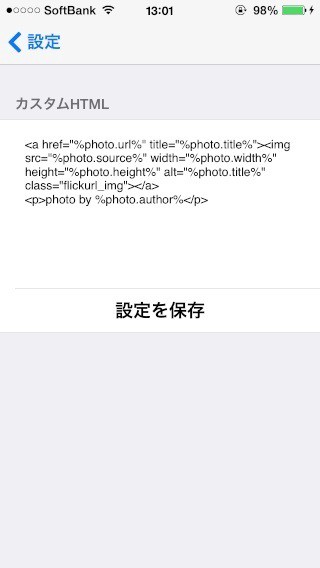 SoftBank 13:01 98%
設定
カスタムHTML
<a href="%photo.url%" title="%photo.title%"><img
src="%photo.source%" width="%photo.width%"
height="%photo.height%" alt="%photo.title%"
class="flickurl_img"></a>
<p>photo by %photo.author%</p>
設定を保存